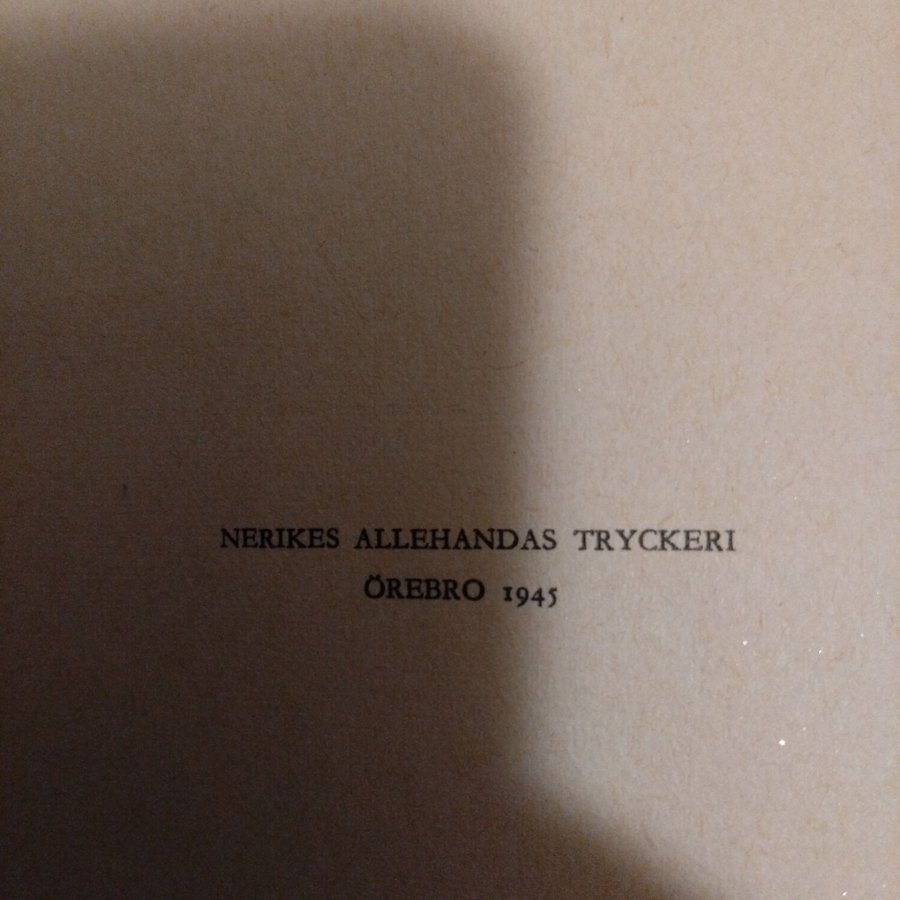 NERIKES ALLEHANDAS TRYCKERI
ÖREBRO 1945